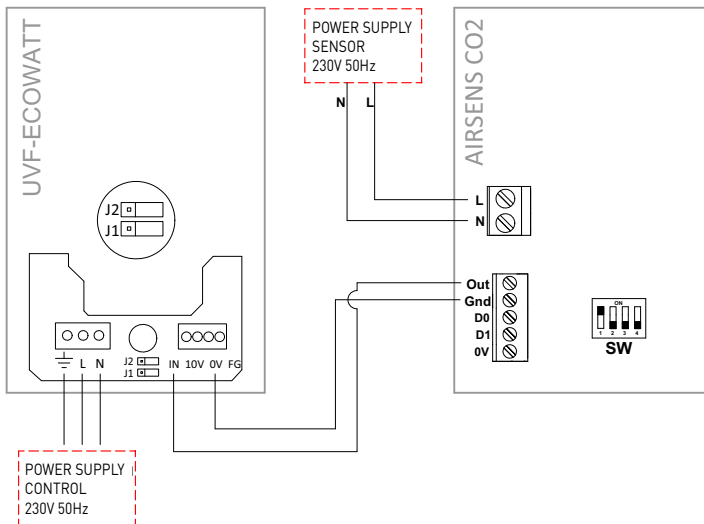 UVF-ECOWATT
J2
J1
J2
J1
L N
IN 10V 0V FG
POWER SUPPLY
CONTROL
230V 50Hz
POWER SUPPLY
SENSOR
230V 50Hz
N L
AIRSENS CO2
L
N
Out
Gnd
D0
D1
0V
ON
1 2 3 4
SW